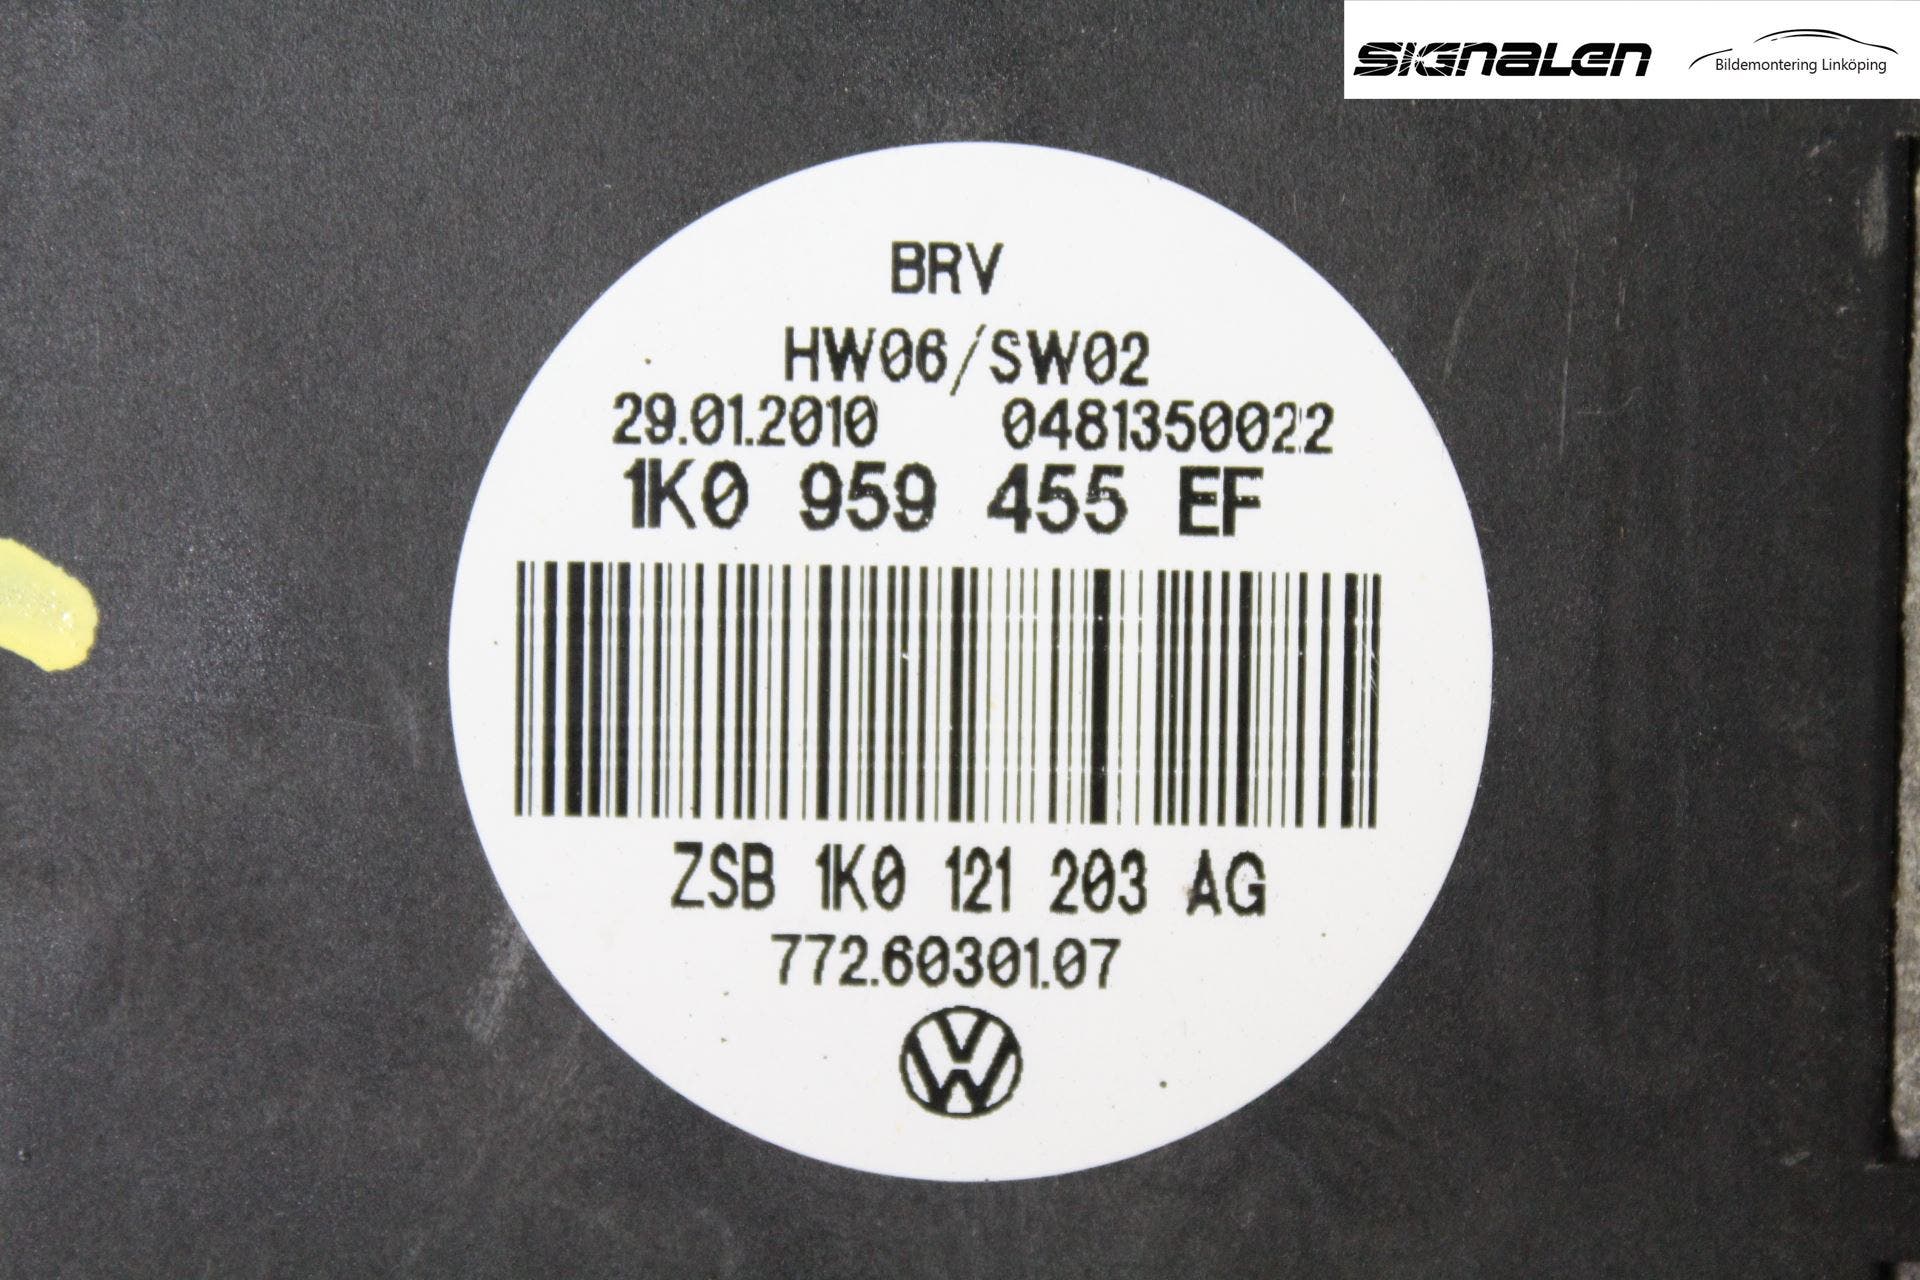 SIGNALEN
Bildemontering Linköping
BRV
HW06/SW02
29.01.2010 0481350022
1K0 959 455 EF
ZSB 1K0 121 203 AG
772.60301.07
VW